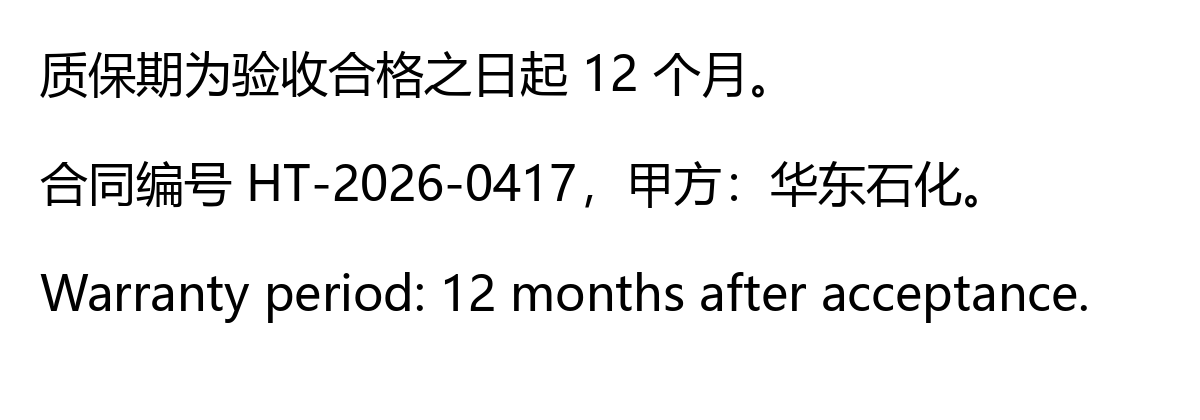 质保期为验收合格之日起 12 个月。
合同编号 HT-2026-0417，甲方：华东石化。
Warranty period: 12 months after acceptance.